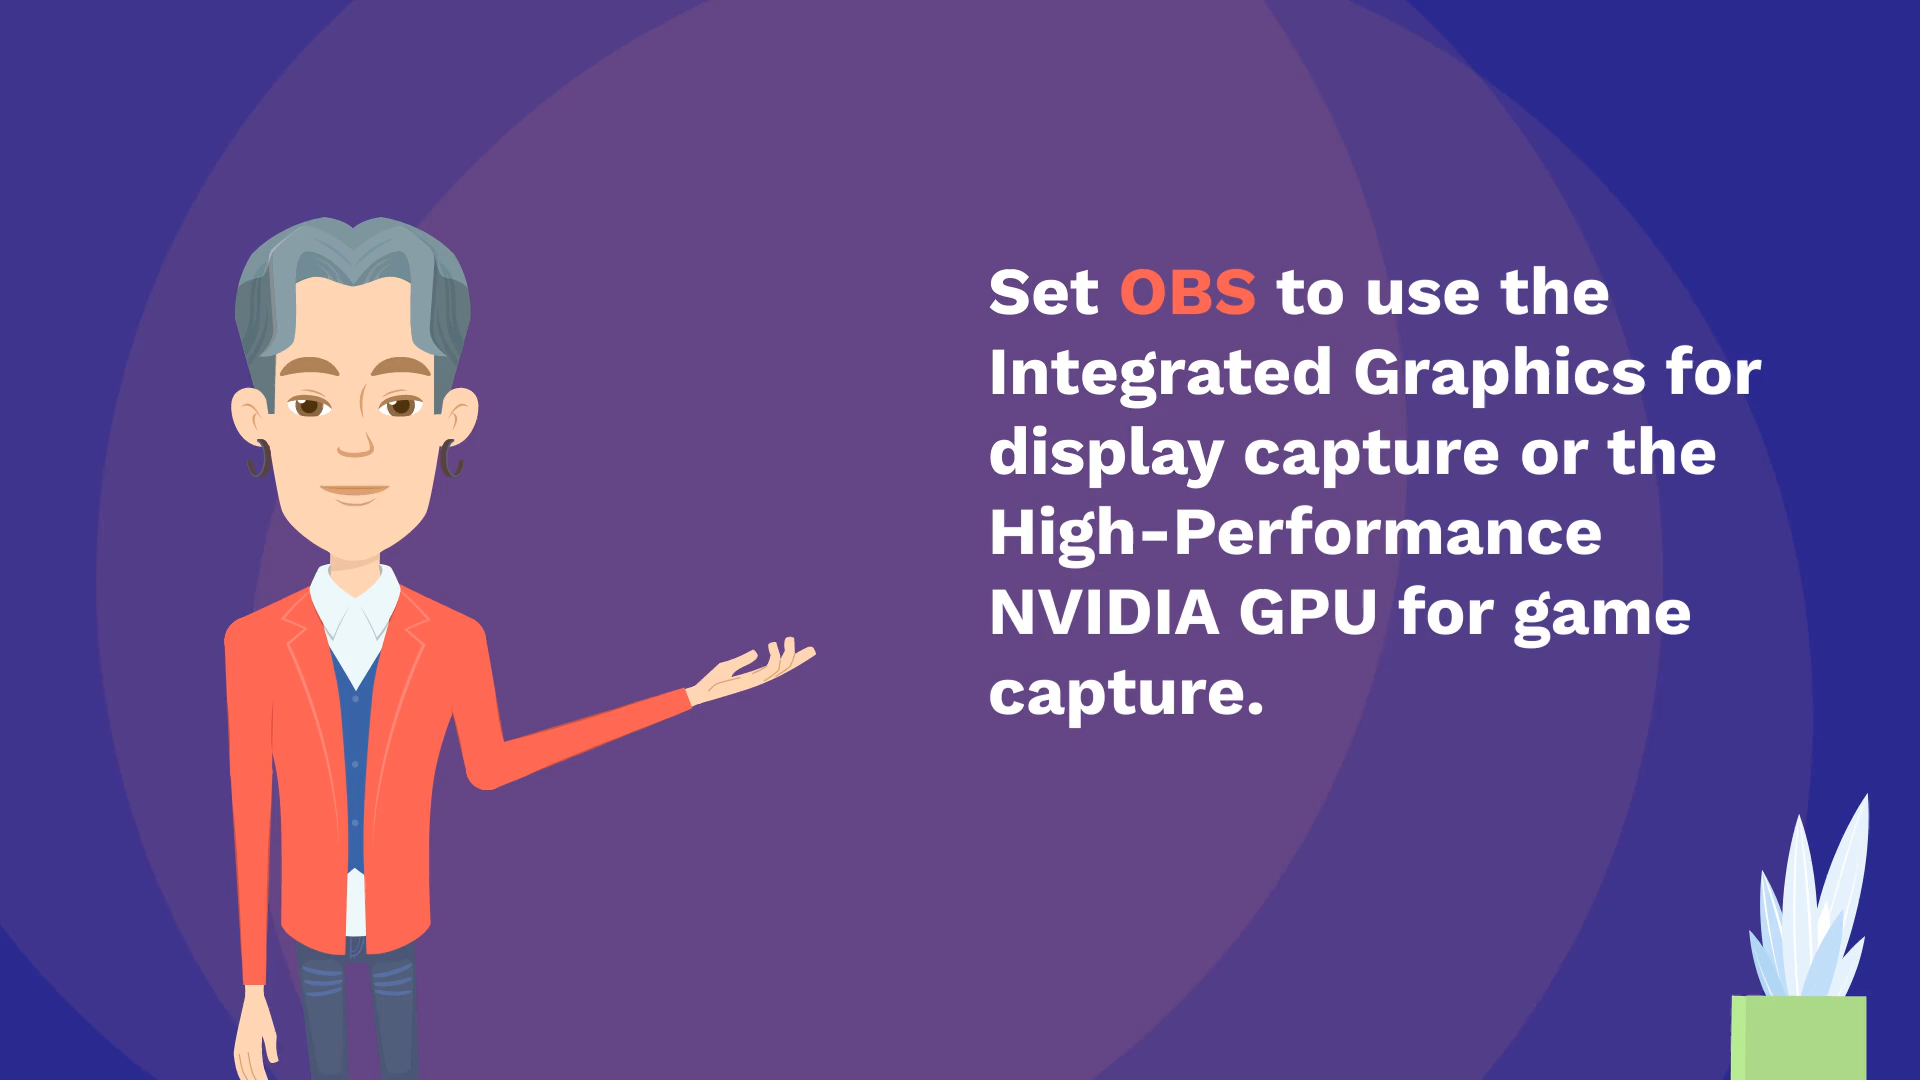 Set OBS to use the
Integrated Graphics for
display capture or the
High-Performance
NVIDIA GPU for game
capture.